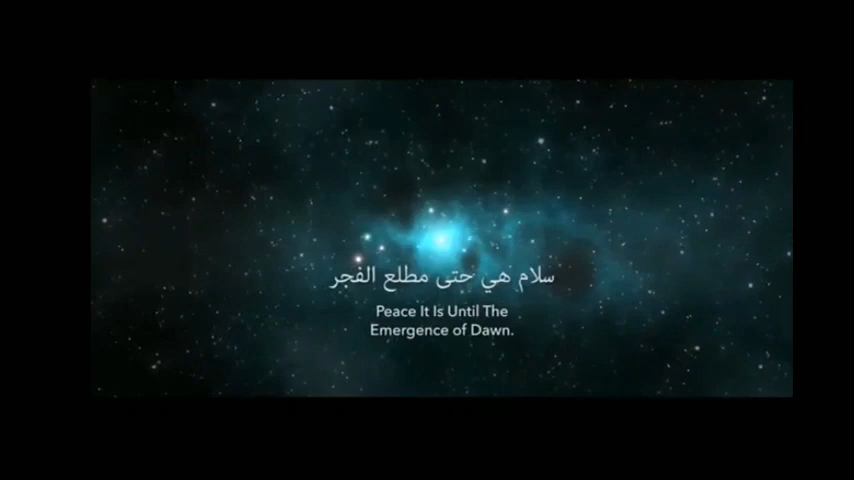 سلام هي حتى مطلع الفجر
Peace It Is Until The
Emergence of Dawn.